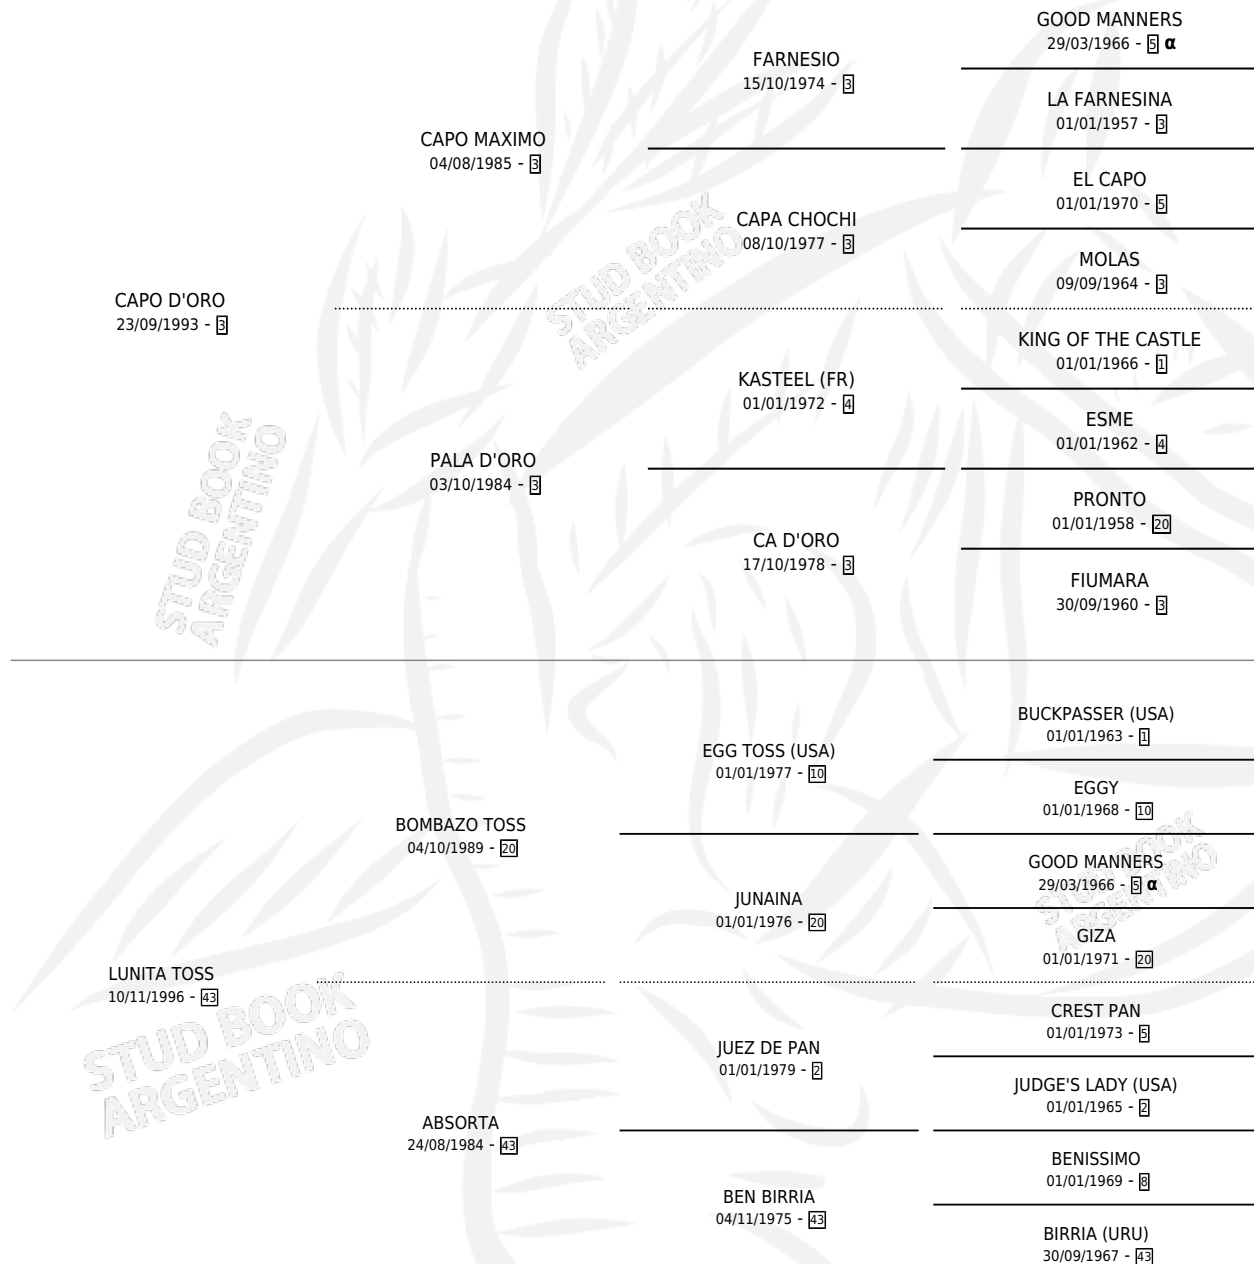 GOOD MANNERS
29/03/1966 - 5 α
FARNESIO
15/10/1974 - 3
LA FARNESINA
01/01/1957 - 3
CAPO MAXIMO
04/08/1985 - 3
EL CAPO
01/01/1970 - 5
CAPA CHOCHI
08/10/1977 - 3
MOLAS
09/09/1964 - 3
CAPO D'ORO
23/09/1993 - 3
KING OF THE CASTLE
01/01/1966 - 1
KASTEEL (FR)
01/01/1972 - 4
ESME
01/01/1962 - 4
PALA D'ORO
03/10/1984 - 3
PRONTO
01/01/1958 - 20
CA D'ORO
17/10/1978 - 3
FIUMARA
30/09/1960 - 3
BUCKPASSER (USA)
01/01/1963 - 1
EGG TOSS (USA)
01/01/1977 - 10
EGGY
01/01/1968 - 10
BOMBAZO TOSS
04/10/1989 - 20
GOOD MANNERS
29/03/1966 - 5 α
JUNAINA
01/01/1976 - 20
GIZA
01/01/1971 - 20
LUNITA TOSS
10/11/1996 - 43
CREST PAN
01/01/1973 - 5
JUEZ DE PAN
01/01/1979 - 2
JUDGE'S LADY (USA)
01/01/1965 - 2
ABSORTA
24/08/1984 - 43
BENISSIMO
01/01/1969 - 8
BEN BIRRIA
04/11/1975 - 43
BIRRIA (URU)
30/09/1967 - 43
STUD BOOK
ARGENTINO
STUD BOOK
ARGENTINO
STUD BOOK
ARGENTINO
STUD BOOK
ARGENTINO